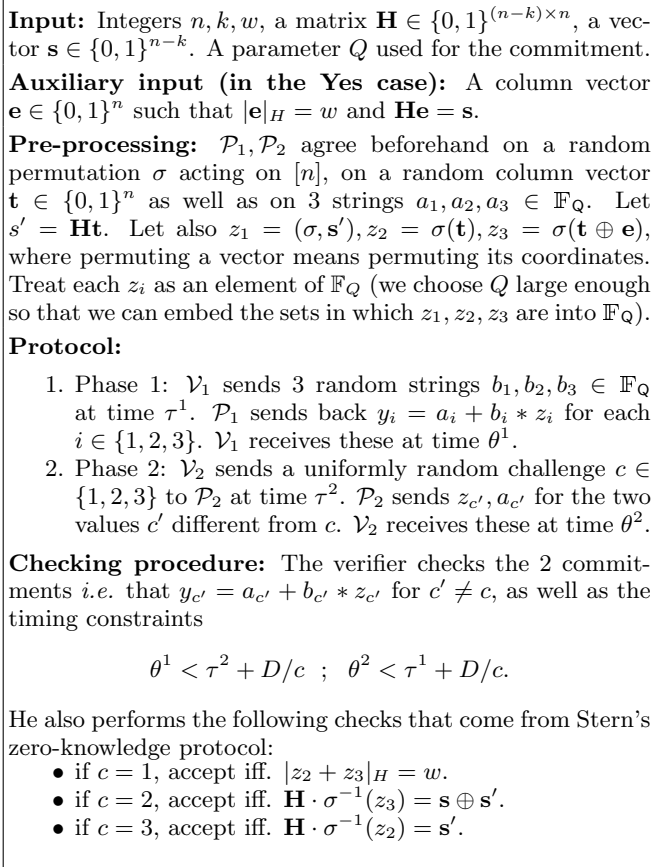 Input: Integers n, k, w, a matrix H ∈ {0, 1}^{(n−k)×n}, a vec-
tor s ∈ {0, 1}^{n−k}. A parameter Q used for the commitment.
Auxiliary input (in the Yes case): A column vector
e ∈ {0, 1}^n such that |e|_H = w and He = s.
Pre-processing: P_1, P_2 agree beforehand on a random
permutation σ acting on [n], on a random column vector
t ∈ {0, 1}^n as well as on 3 strings a_1, a_2, a_3 ∈ F_Q. Let
s′ = Ht. Let also z_1 = (σ, s′), z_2 = σ(t), z_3 = σ(t ⊕ e),
where permuting a vector means permuting its coordinates.
Treat each z_i as an element of F_Q (we choose Q large enough
so that we can embed the sets in which z_1, z_2, z_3 are into F_Q).
Protocol:
1. Phase 1: V_1 sends 3 random strings b_1, b_2, b_3 ∈ F_Q
at time τ^1. P_1 sends back y_i = a_i + b_i * z_i for each
i ∈ {1, 2, 3}. V_1 receives these at time θ^1.
2. Phase 2: V_2 sends a uniformly random challenge c ∈
{1, 2, 3} to P_2 at time τ^2. P_2 sends z_{c′}, a_{c′} for the two
values c′ different from c. V_2 receives these at time θ^2.
Checking procedure: The verifier checks the 2 commit-
ments i.e. that y_{c′} = a_{c′} + b_{c′} * z_{c′} for c′ ≠ c, as well as the
timing constraints
θ^1 < τ^2 + D/c ; θ^2 < τ^1 + D/c.
He also performs the following checks that come from Stern's
zero-knowledge protocol:
• if c = 1, accept iff. |z_2 + z_3|_H = w.
• if c = 2, accept iff. H · σ^{−1}(z_3) = s ⊕ s′.
• if c = 3, accept iff. H · σ^{−1}(z_2) = s′.